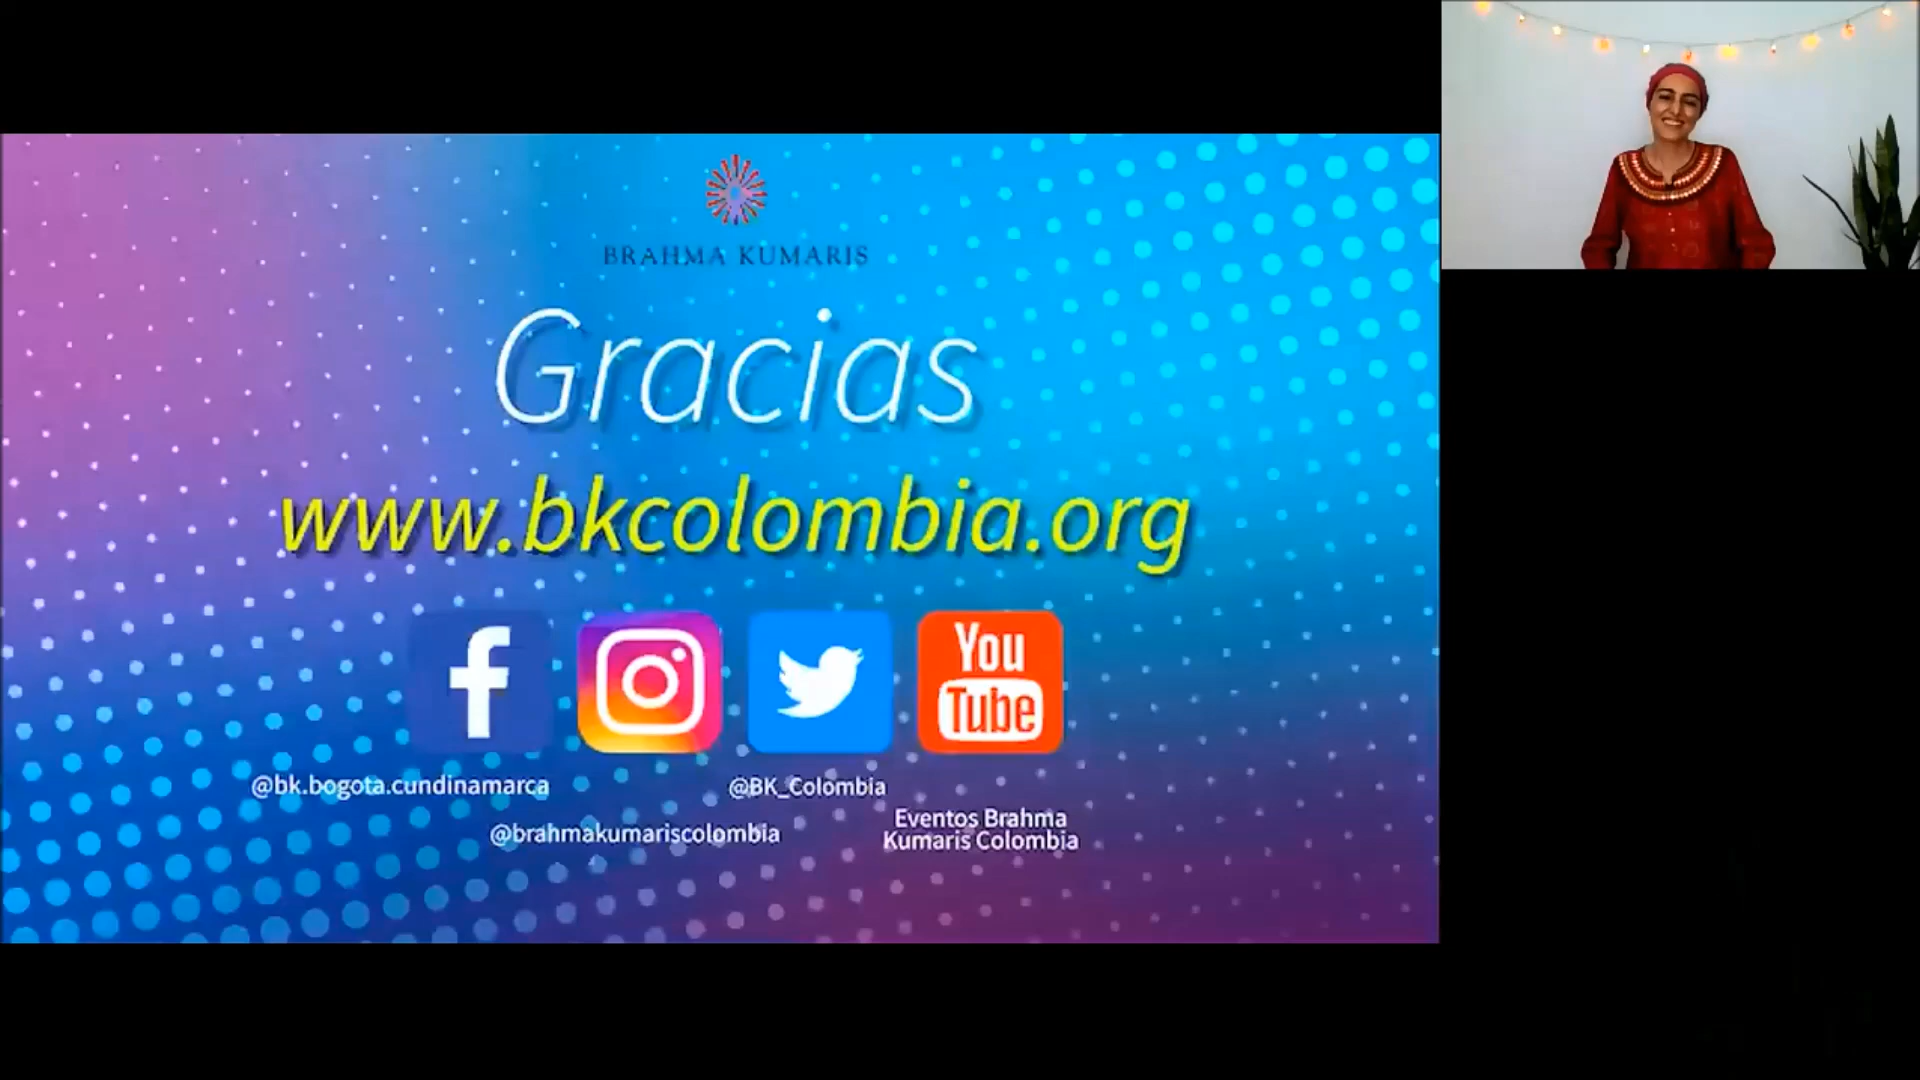 BRAHMA KUMARIS
Gracias
www.bkcolombia.org
f
You
Tube
@bk.bogota.cundinamarca
@BK_Colombia
@brahmakumariscolombia
Eventos Brahma
Kumaris Colombia